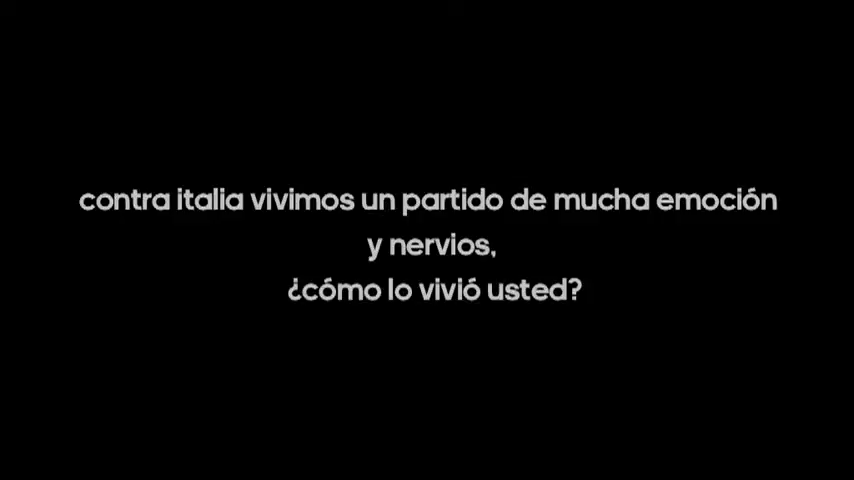 contra italia vivimos un partido de mucha emoción
y nervios,
¿cómo lo vivió usted?